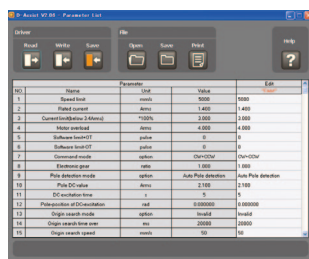 D-Assist V2.00 - Parameter List
Driver File
Read Write Save Open Save Print Help
Parameter Edit
NO. Name Unit Value "Gain"
1 Speed limit mm/s 5000 5000
2 Rated current Arms 1.400 1.400
3 Current limit(below 3.4Arms) *100% 3.000 3.000
4 Motor overload Arms 4.000 4.000
5 Software limit+OT pulse 0 0
6 Software limit-OT pulse 0 0
7 Command mode option CW+CCW CW+CCW
8 Electronic gear ratio 1.000 1.000
9 Pole detection mode option Auto Pole detection Auto Pole detection
10 Pole DC value Arms 2.100 2.100
11 DC excitation time s 5 5
12 Pole-position of DC-excitation rad 0.000000 0.000000
13 Origin search mode option Invalid Invalid
14 Origin search time over ms 20000 20000
15 Origin search speed mm/s 50 50